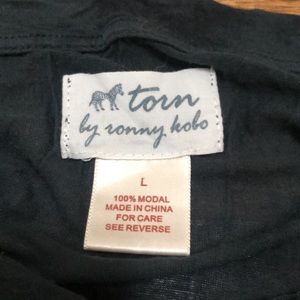 torn
by ronny kobo
L
100% MODAL
MADE IN CHINA
FOR CARE
SEE REVERSE